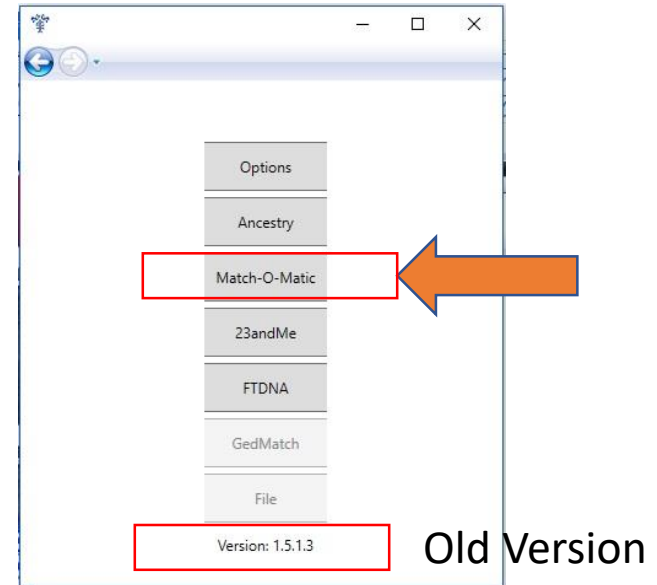 Options
Ancestry
Match-O-Matic
23andMe
FTDNA
GedMatch
File
Version: 1.5.1.3
Old Version